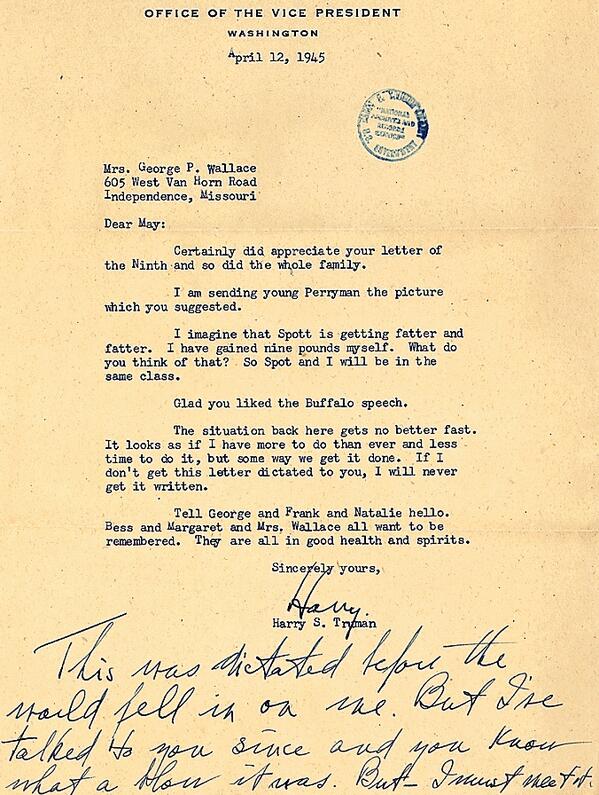 OFFICE OF THE VICE PRESIDENT
WASHINGTON
April 12, 1945
NATIONAL
ARCHIVES AND
RECORDS
SERVICE
Mrs. George P. Wallace
605 West Van Horn Road
Independence, Missouri
Dear May:
Certainly did appreciate your letter of
the Ninth and so did the whole family.
I am sending young Perryman the picture
which you suggested.
I imagine that Spott is getting fatter and
fatter. I have gained nine pounds myself. What do
you think of that? So Spot and I will be in the
same class.
Glad you liked the Buffalo speech.
The situation back here gets no better fast.
It looks as if I have more to do than ever and less
time to do it, but some way we get it done. If I
don't get this letter dictated to you, I will never
get it written.
Tell George and Frank and Natalie hello.
Bess and Margaret and Mrs. Wallace all want to be
remembered. They are all in good health and spirits.
Sincerely yours,
Harry.
Harry S. Truman
This was dictated before the
world fell in on me. But I've
talked to you since and you know
what a blow it was. But — I must meet it.